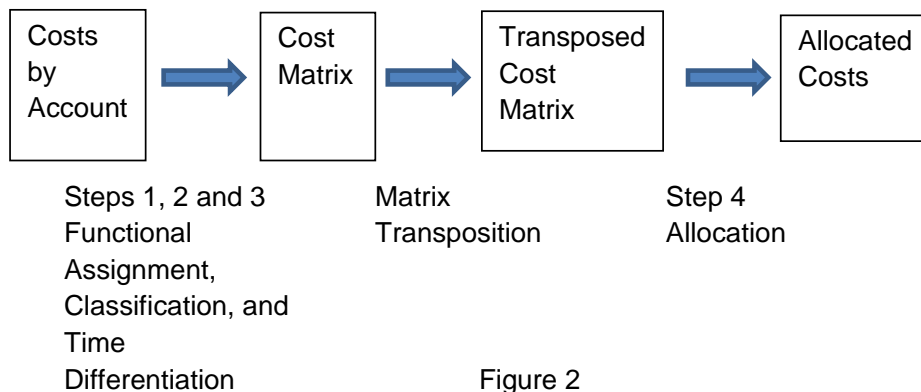 Costs
by
Account
Cost
Matrix
Transposed
Cost
Matrix
Allocated
Costs
Steps 1, 2 and 3
Functional
Assignment,
Classification, and
Time
Differentiation
Matrix
Transposition
Step 4
Allocation
Figure 2